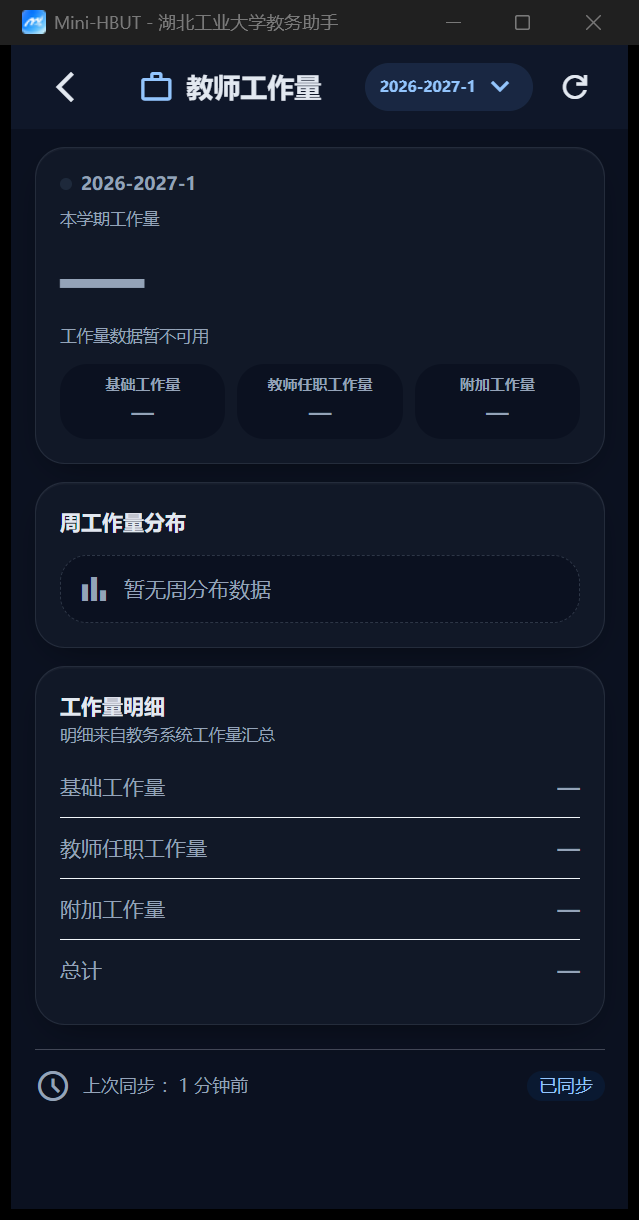 Mini-HBUT - 湖北工业大学教务助手
教师工作量
2026-2027-1
2026-2027-1
本学期工作量
——
工作量数据暂不可用
基础工作量 教师任职工作量 附加工作量
— — —
周工作量分布
暂无周分布数据
工作量明细
明细来自教务系统工作量汇总
基础工作量 —
教师任职工作量 —
附加工作量 —
总计 —
上次同步： 1 分钟前
已同步